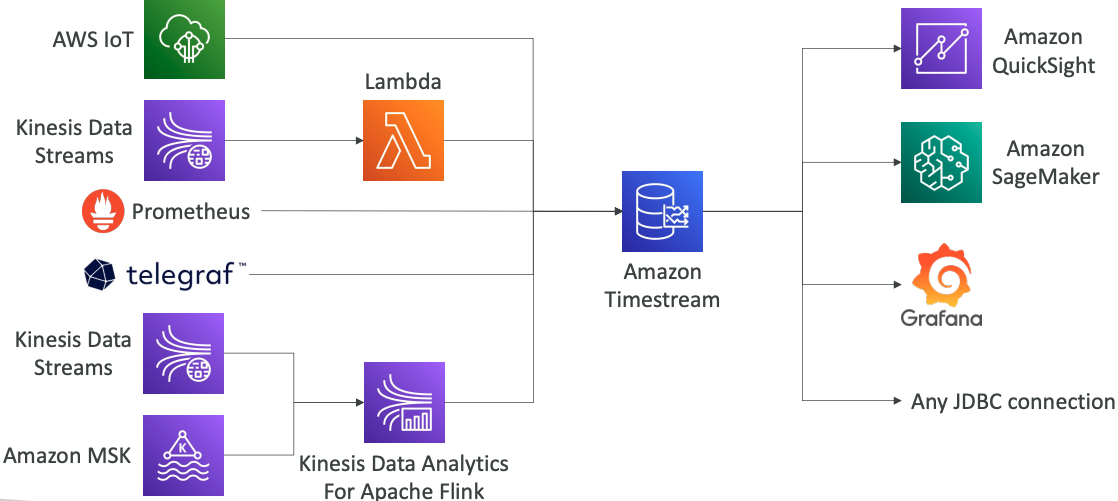 AWS IoT
Lambda
Kinesis Data
Streams
Prometheus
telegraf™
Kinesis Data
Streams
Amazon MSK
K
Kinesis Data Analytics
For Apache Flink
Amazon
Timestream
Amazon
QuickSight
Amazon
SageMaker
Grafana
Any JDBC connection